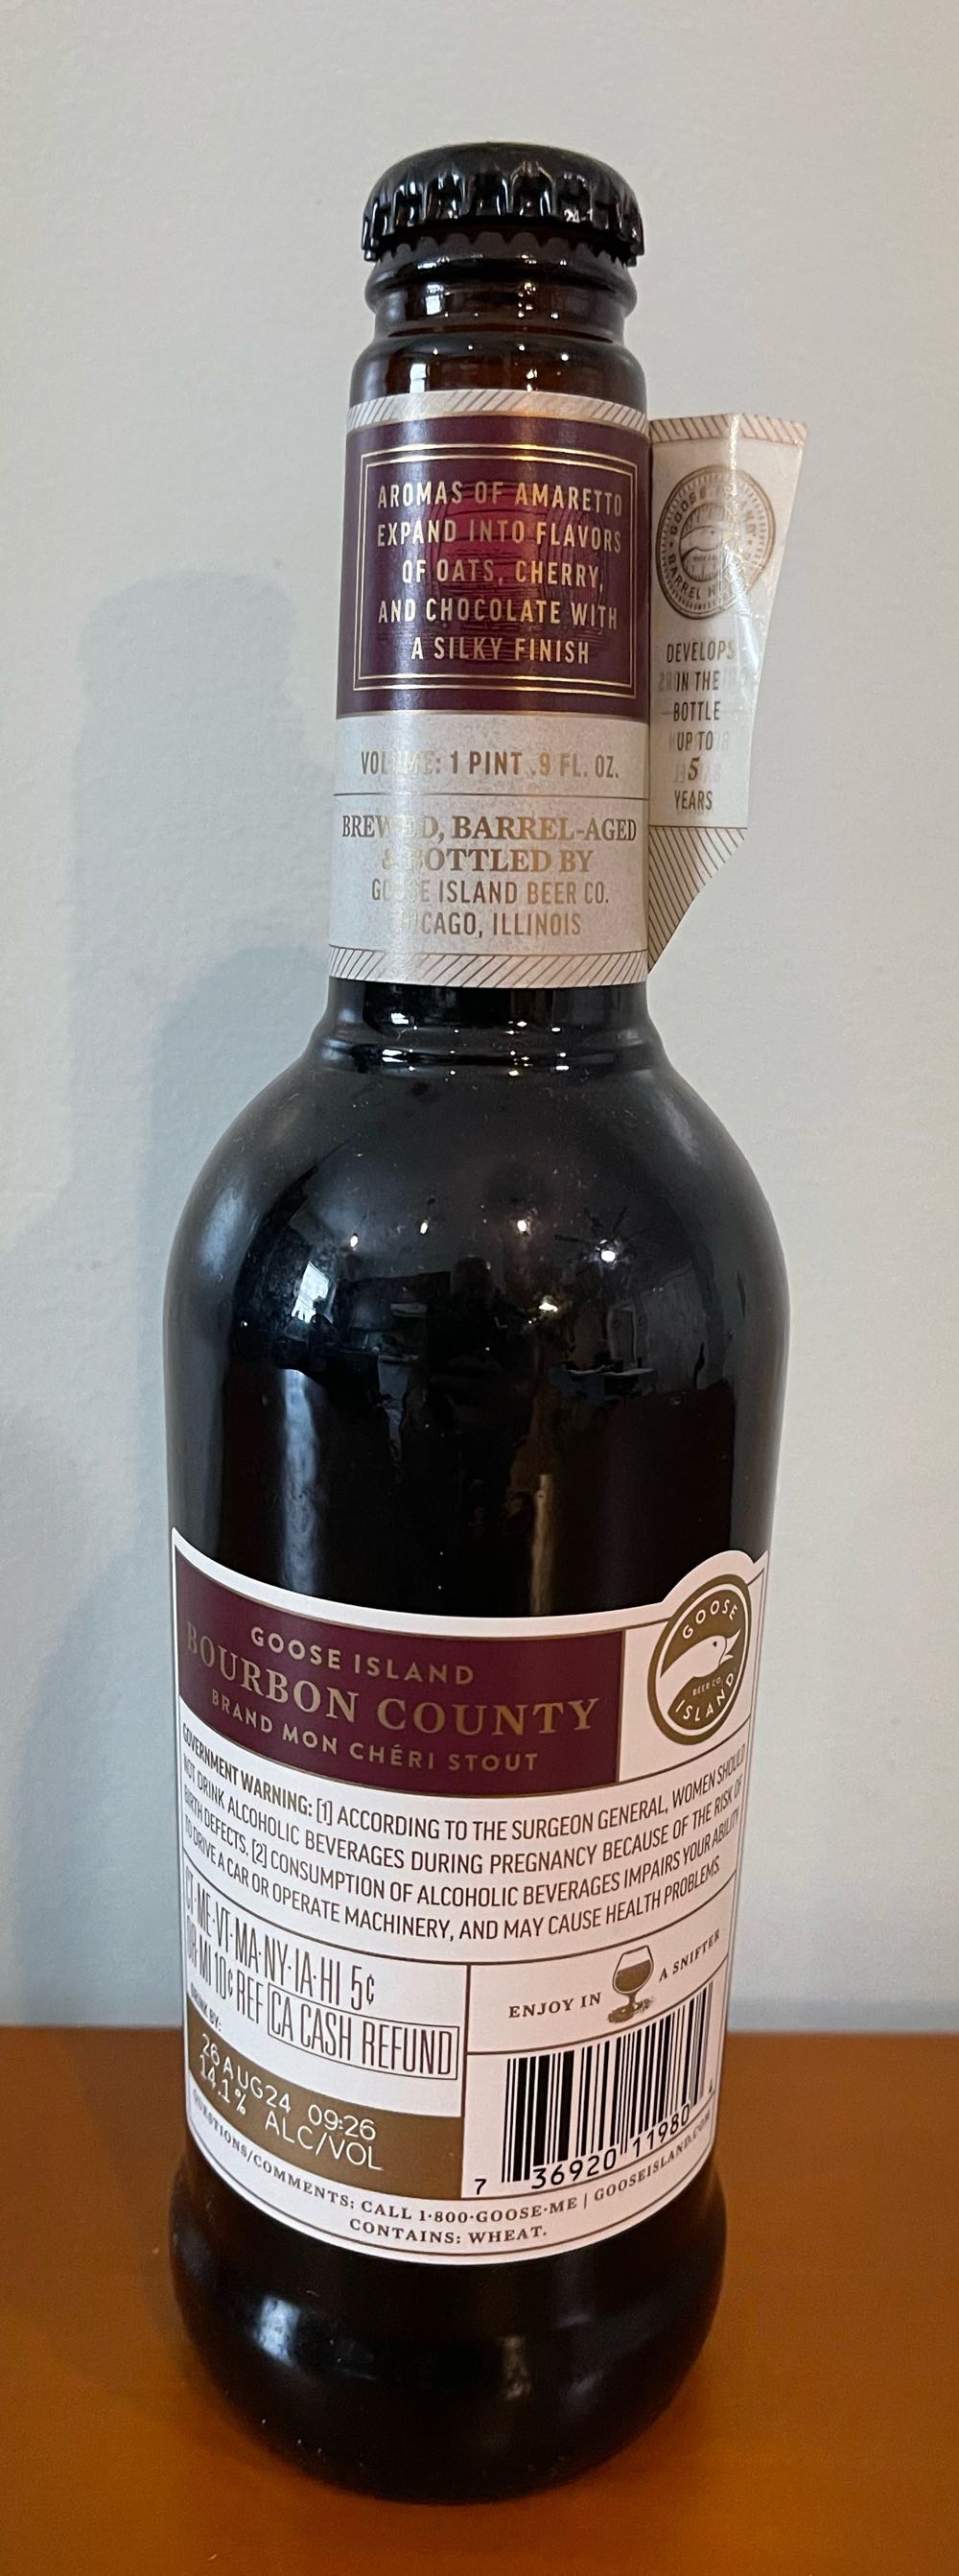 AROMAS OF AMARETTO
EXPAND INTO FLAVORS
OF OATS, CHERRY,
AND CHOCOLATE WITH
A SILKY FINISH
VOLUME: 1 PINT .9 FL. OZ.
BREWED, BARREL-AGED
& BOTTLED BY
GOOSE ISLAND BEER CO.
CHICAGO, ILLINOIS
DEVELOPS
IN THE
BOTTLE
UP TO
5
YEARS
GOOSE ISLAND
BOURBON COUNTY
BRAND MON CHÉRI STOUT
GOOSE
BEER CO.
ISLAND
GOVERNMENT WARNING: [1] ACCORDING TO THE SURGEON GENERAL, WOMEN SHOULD
NOT DRINK ALCOHOLIC BEVERAGES DURING PREGNANCY BECAUSE OF THE RISK OF
BIRTH DEFECTS. [2] CONSUMPTION OF ALCOHOLIC BEVERAGES IMPAIRS YOUR ABILITY
TO DRIVE A CAR OR OPERATE MACHINERY, AND MAY CAUSE HEALTH PROBLEMS.
CT·ME·VT·MA·NY·IA·HI 5¢
OR·MI 10¢ REF CA CASH REFUND
DRINK BY:
26AUG24 09:26
14.1% ALC/VOL
ENJOY IN A SNIFTER
7 36920 11980 4
QUESTIONS/COMMENTS: CALL 1·800·GOOSE·ME | GOOSEISLAND.COM
CONTAINS: WHEAT.